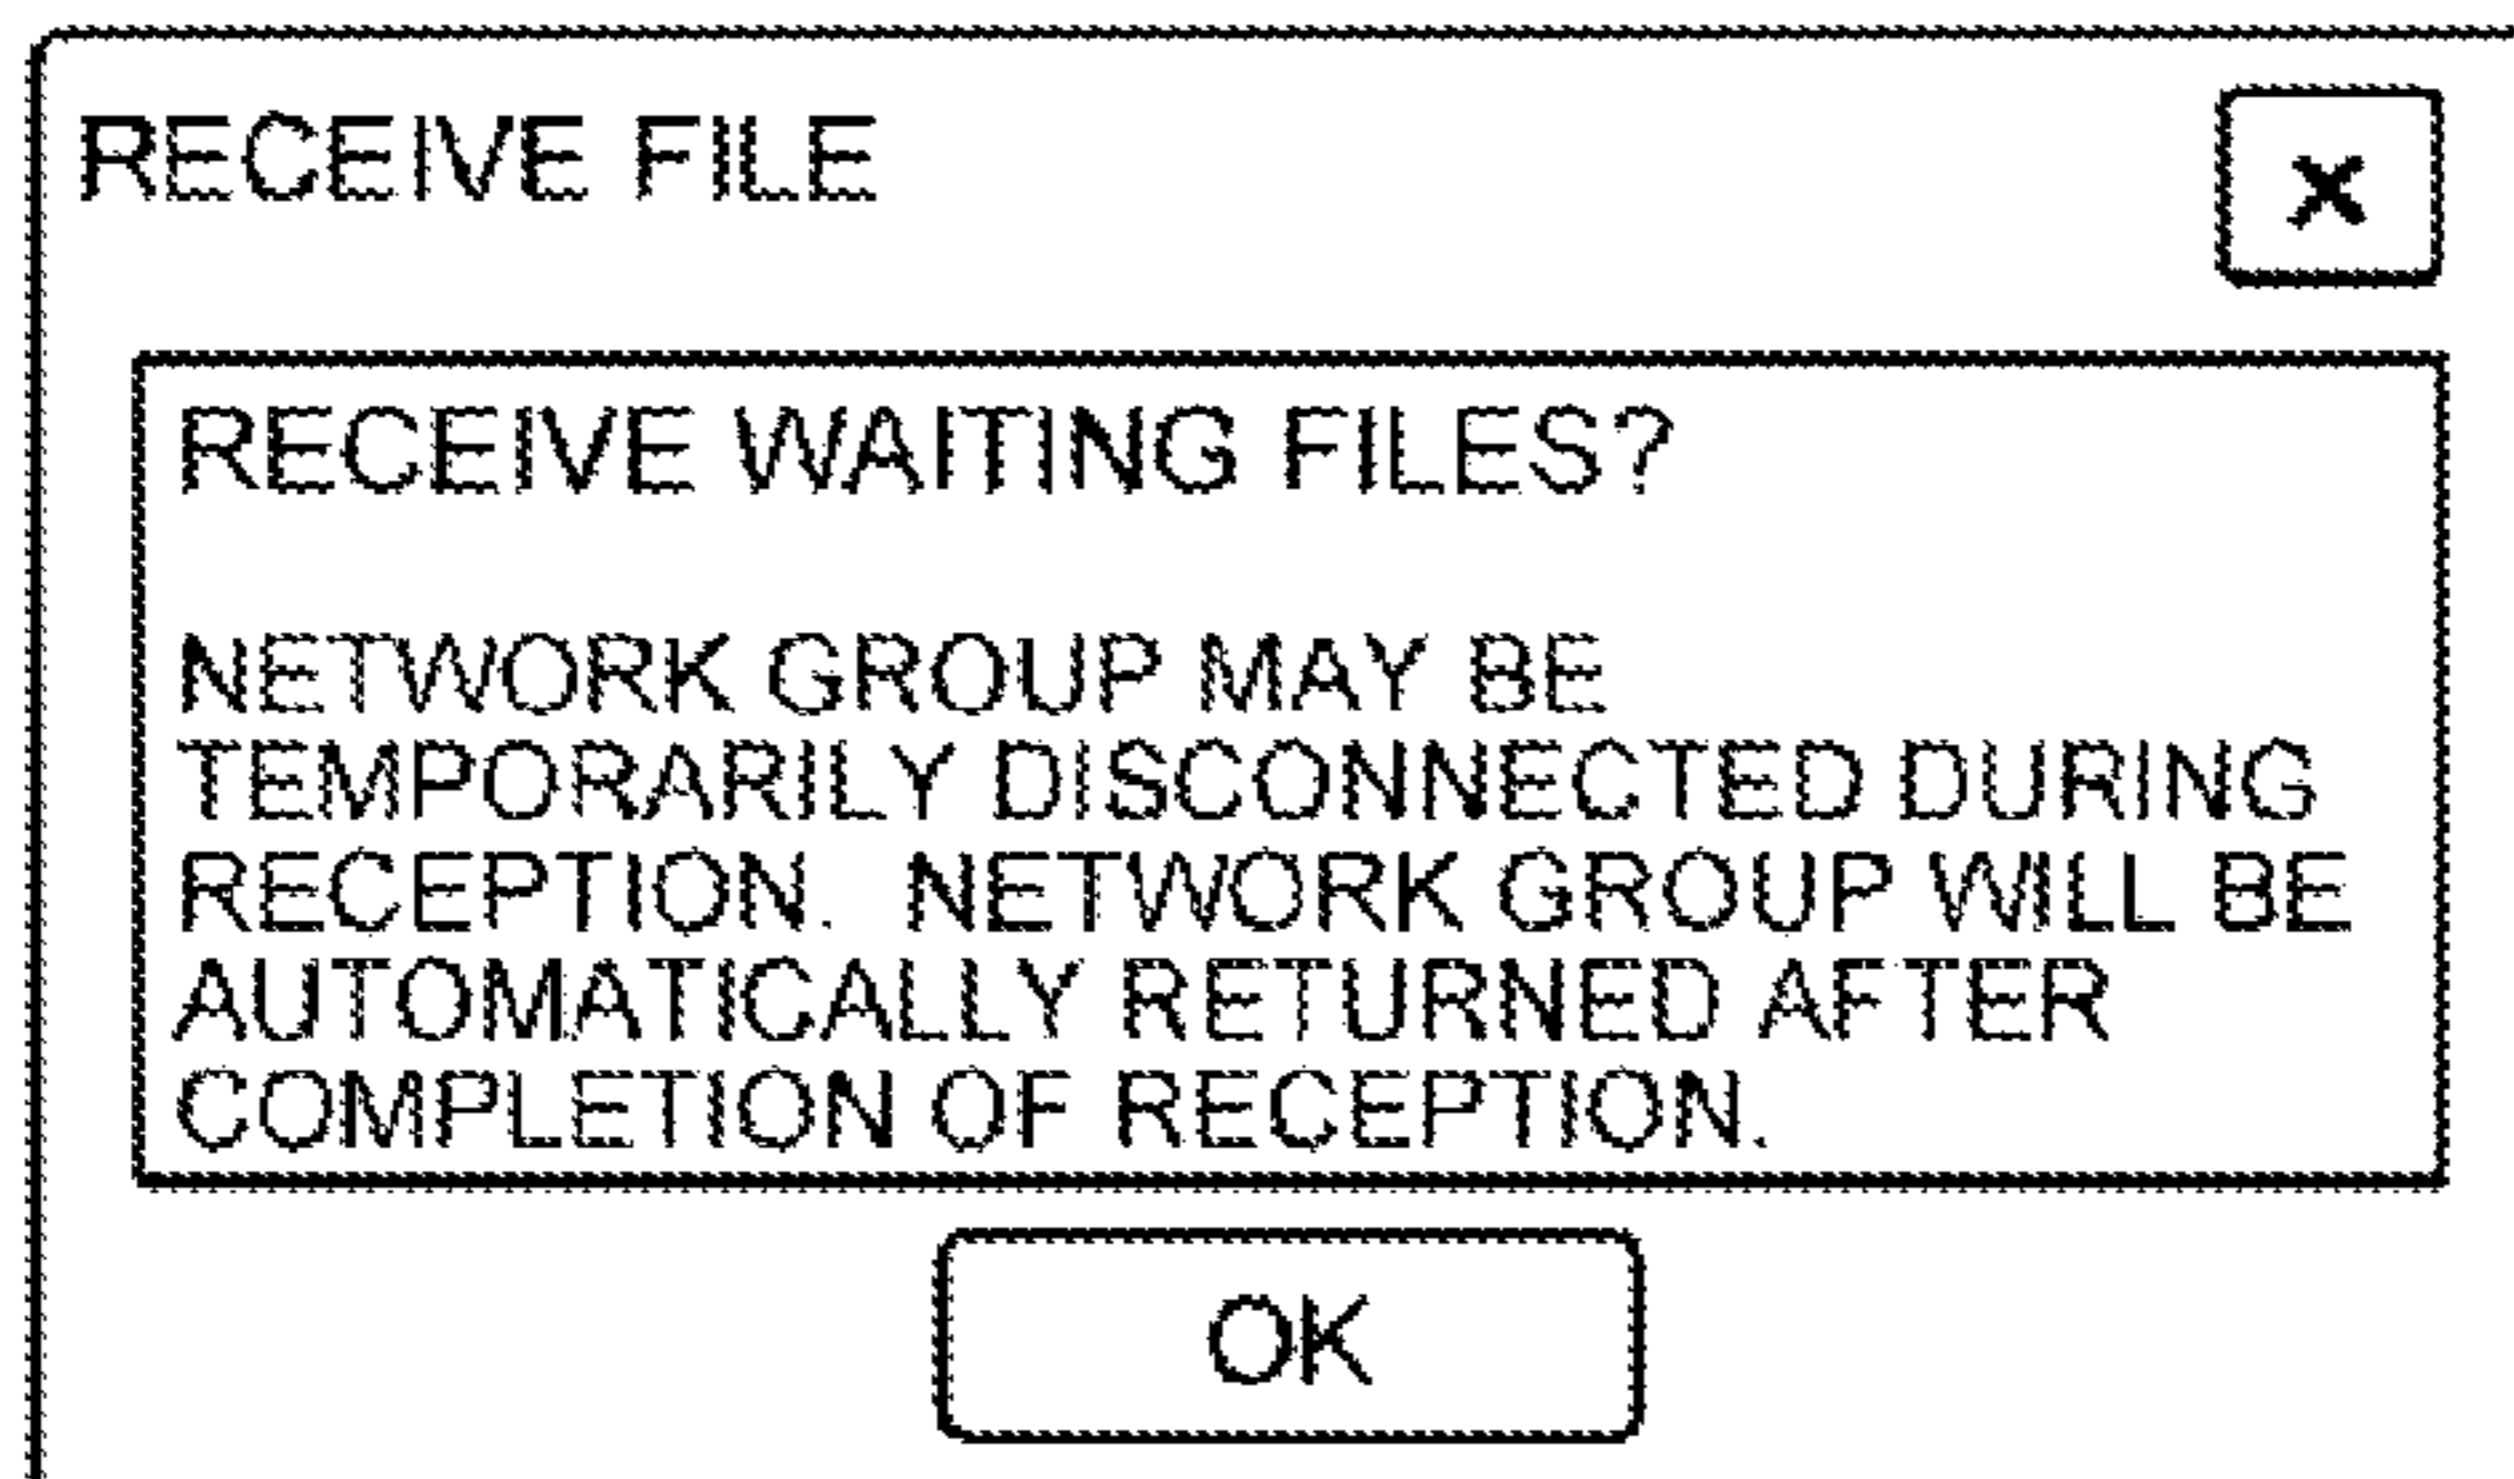 RECEIVE FILE
×
RECEIVE WAITING FILES?
NETWORK GROUP MAY BE
TEMPORARILY DISCONNECTED DURING
RECEPTION. NETWORK GROUP WILL BE
AUTOMATICALLY RETURNED AFTER
COMPLETION OF RECEPTION.
OK